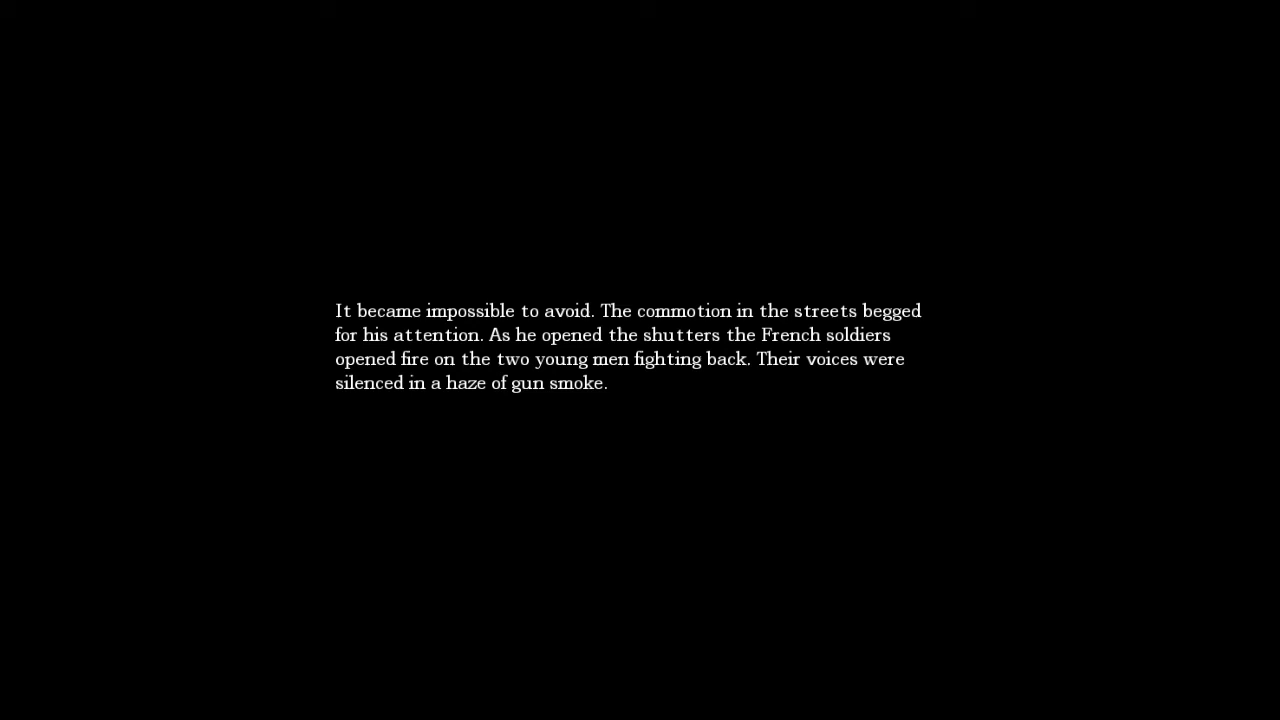 It became impossible to avoid. The commotion in the streets begged
for his attention. As he opened the shutters the French soldiers
opened fire on the two young men fighting back. Their voices were
silenced in a haze of gun smoke.